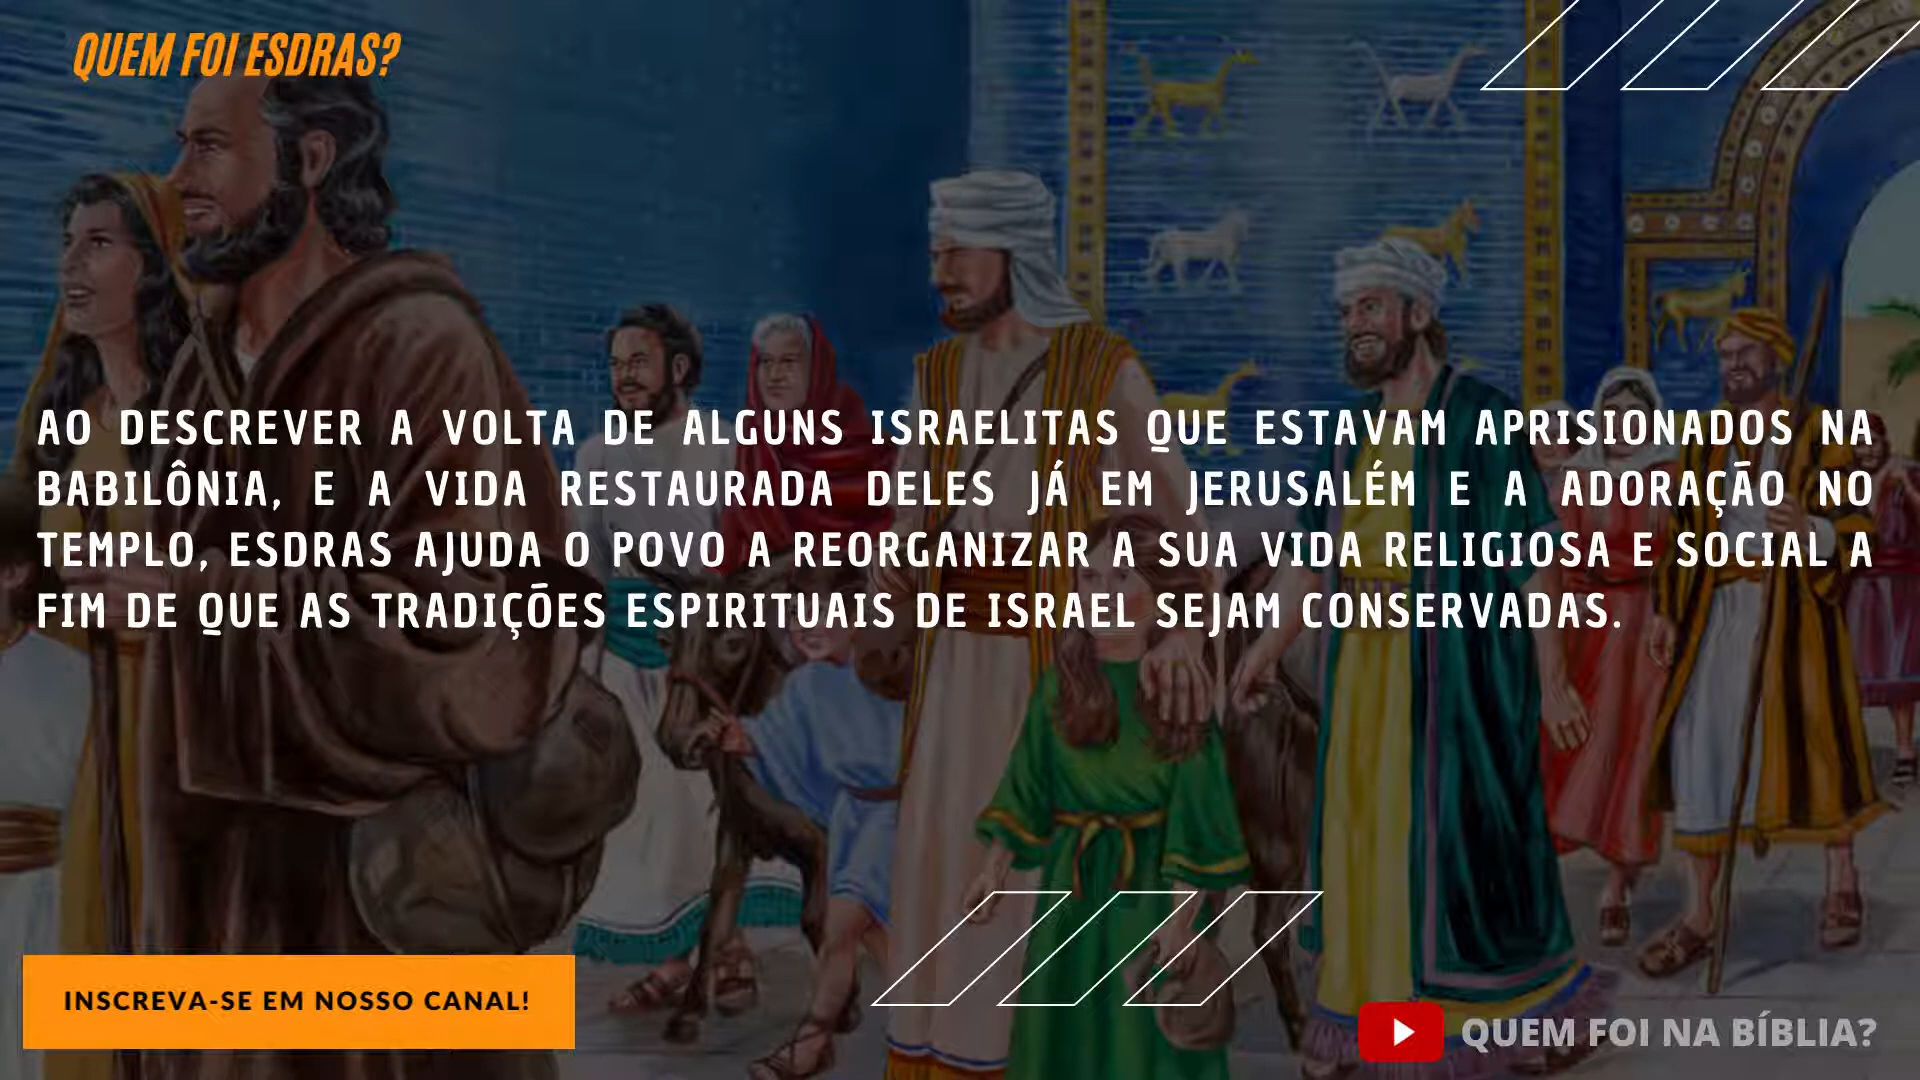 QUEM FOI ESDRAS?
AO DESCREVER A VOLTA DE ALGUNS ISRAELITAS QUE ESTAVAM APRISIONADOS NA
BABILÔNIA, E A VIDA RESTAURADA DELES JÁ EM JERUSALÉM E A ADORAÇÃO NO
TEMPLO, ESDRAS AJUDA O POVO A REORGANIZAR A SUA VIDA RELIGIOSA E SOCIAL A
FIM DE QUE AS TRADIÇÕES ESPIRITUAIS DE ISRAEL SEJAM CONSERVADAS.
INSCREVA-SE EM NOSSO CANAL!
QUEM FOI NA BÍBLIA?